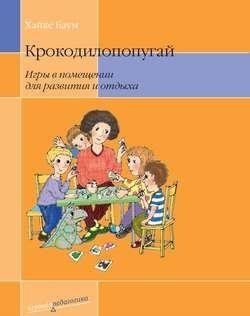 Хайке Баум
Крокодилопопугай
Игры в помещении
для развития и отдыха
педагогика